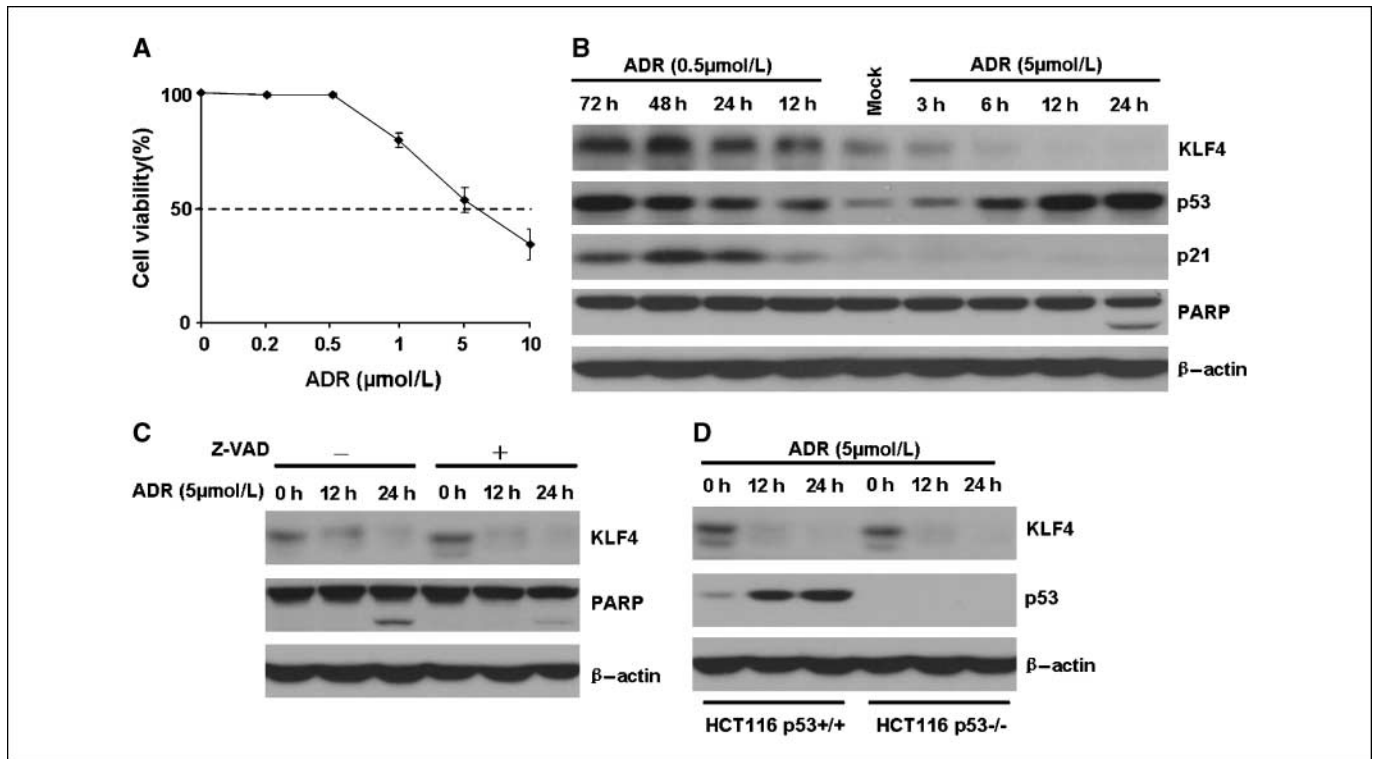 A
100
50
0
Cell viability(%)
0 0.2 0.5 1 5 10
ADR (μmol/L)
B
ADR (0.5μmol/L) Mock ADR (5μmol/L)
72 h 48 h 24 h 12 h 3 h 6 h 12 h 24 h
KLF4
p53
p21
PARP
β–actin
C
Z-VAD – +
ADR (5μmol/L) 0 h 12 h 24 h 0 h 12 h 24 h
KLF4
PARP
β–actin
D
ADR (5μmol/L)
0 h 12 h 24 h 0 h 12 h 24 h
KLF4
p53
β–actin
HCT116 p53+/+ HCT116 p53-/-